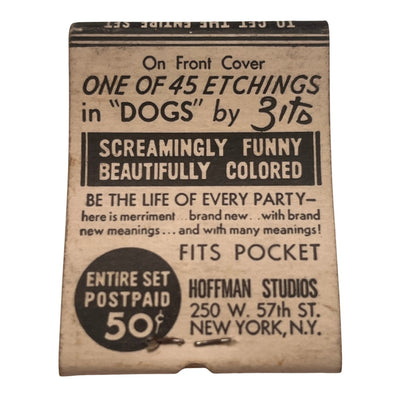 TO GET THE ENTIRE SET
On Front Cover
ONE OF 45 ETCHINGS
in "DOGS" by Zito
SCREAMINGLY FUNNY
BEAUTIFULLY COLORED
BE THE LIFE OF EVERY PARTY—
here is merriment...brand new...with brand
new meanings...and with many meanings!
FITS POCKET
ENTIRE SET
POSTPAID
50¢
HOFFMAN STUDIOS
250 W. 57th ST.
NEW YORK, N.Y.